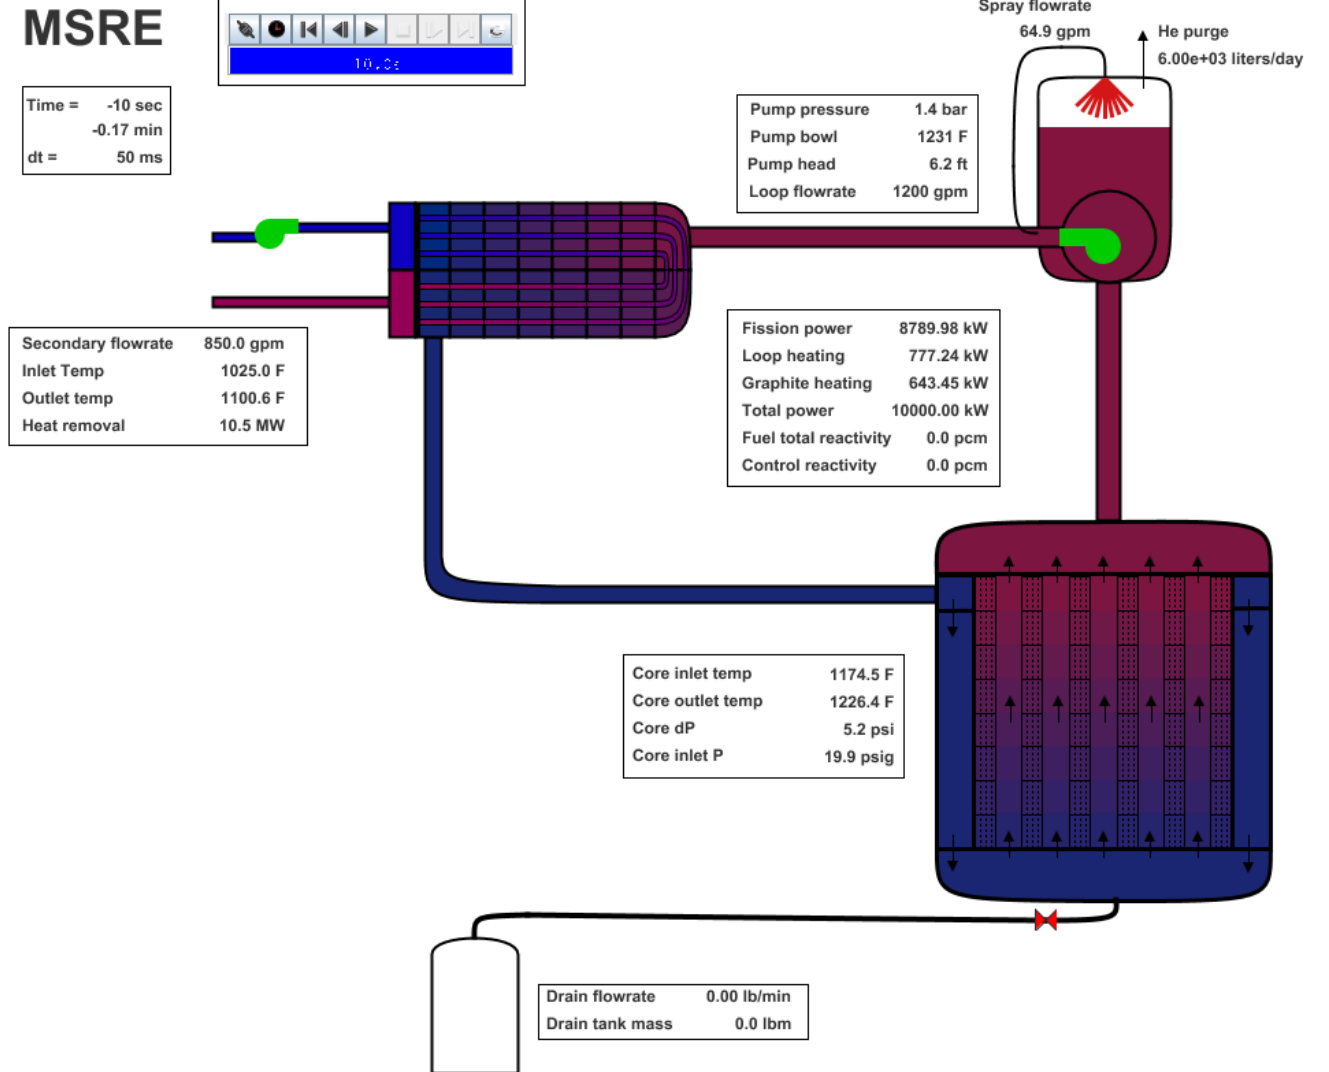 MSRE
10.0s
Time = -10 sec
-0.17 min
dt = 50 ms
Spray flowrate
64.9 gpm
He purge
6.00e+03 liters/day
Pump pressure 1.4 bar
Pump bowl 1231 F
Pump head 6.2 ft
Loop flowrate 1200 gpm
Secondary flowrate 850.0 gpm
Inlet Temp 1025.0 F
Outlet temp 1100.6 F
Heat removal 10.5 MW
Fission power 8789.98 kW
Loop heating 777.24 kW
Graphite heating 643.45 kW
Total power 10000.00 kW
Fuel total reactivity 0.0 pcm
Control reactivity 0.0 pcm
Core inlet temp 1174.5 F
Core outlet temp 1226.4 F
Core dP 5.2 psi
Core inlet P 19.9 psig
Drain flowrate 0.00 lb/min
Drain tank mass 0.0 lbm